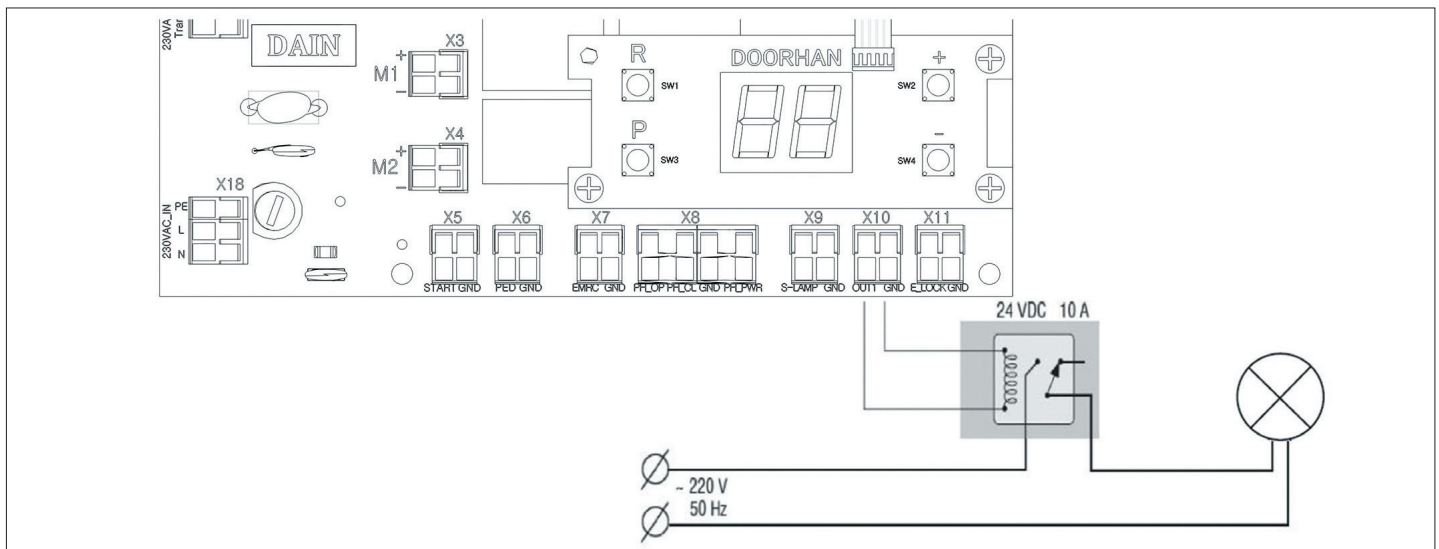 230VA
Tran
DAIN
X3
+
M1
-
R
DOORHAN
+
SW1
SW2
P
-
SW3
SW4
X4
+
M2
-
X18
PE
L
N
230VAC_IN
X5 X6 X7 X8 X9 X10 X11
START GND PED GND EMRC GND PH_OP PH_CL GND PH_PWR S-LAMP GND OUT1 GND E_LOCK GND
24 VDC 10 A
~ 220 V
50 Hz